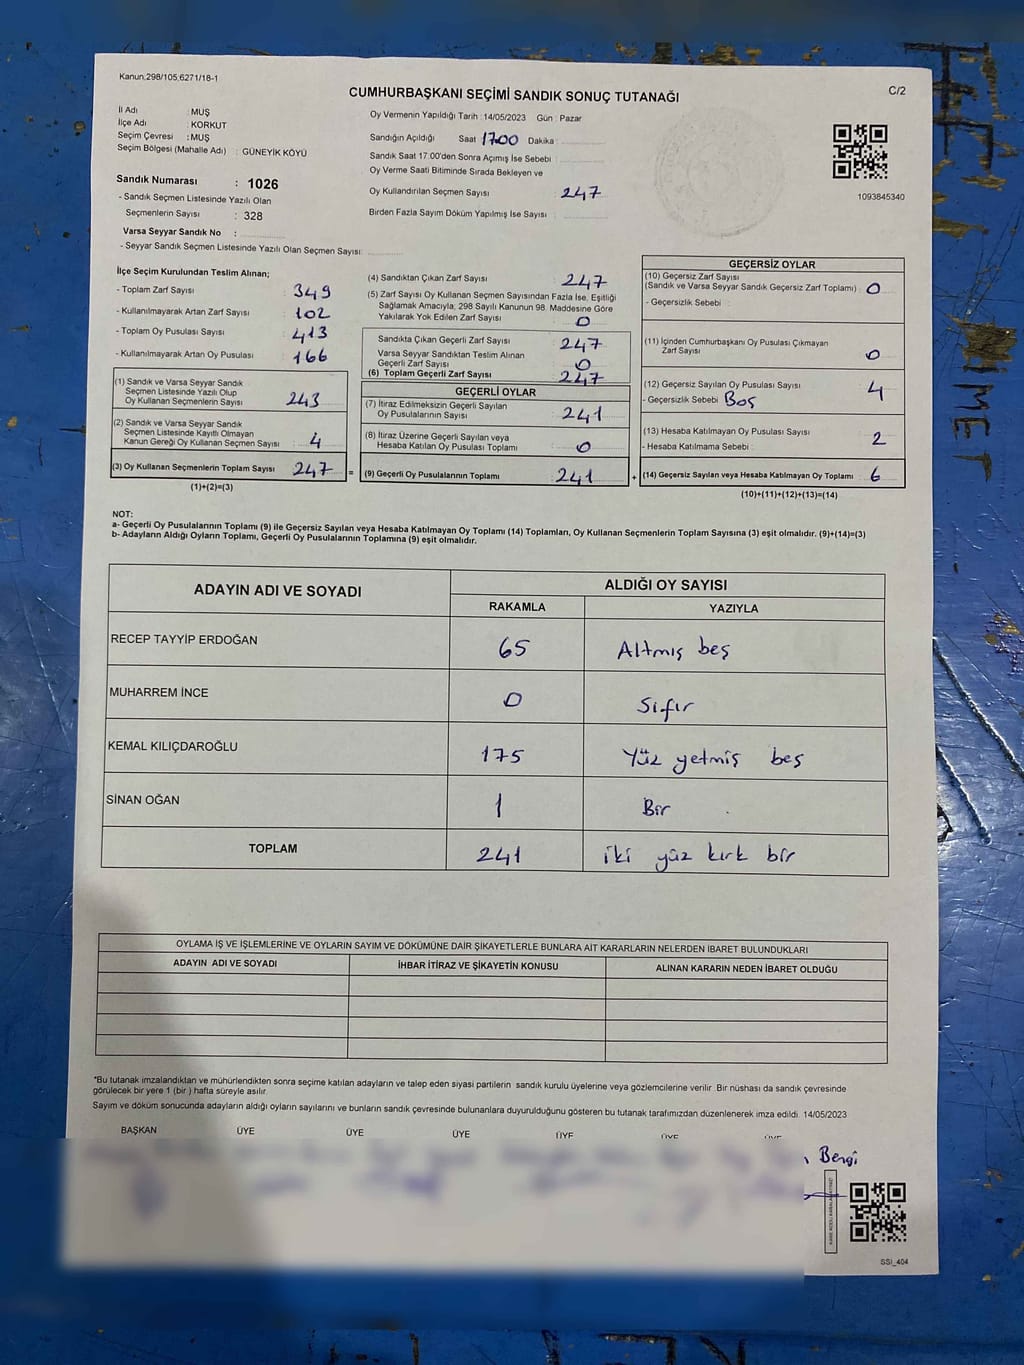 Kanun:298/105,6271/18-1
C/2
CUMHURBAŞKANI SEÇİMİ SANDIK SONUÇ TUTANAĞI
İl Adı : MUŞ
İlçe Adı : KORKUT
Seçim Çevresi : MUŞ
Seçim Bölgesi (Mahalle Adı) : GÜNEYİK KÖYÜ
Sandık Numarası : 1026
- Sandık Seçmen Listesinde Yazılı Olan
Seçmenlerin Sayısı : 328
Varsa Seyyar Sandık No :
- Seyyar Sandık Seçmen Listesinde Yazılı Olan Seçmen Sayısı:
Oy Vermenin Yapıldığı Tarih :14/05/2023 Gün : Pazar
Sandığın Açıldığı Saat 1700 Dakika :
Sandık Saat 17.00'den Sonra Açımış İse Sebebi :
Oy Verme Saati Bitiminde Sırada Bekleyen ve
Oy Kullandırılan Seçmen Sayısı : 247
Birden Fazla Sayım Döküm Yapılmış İse Sayısı :
1093845340
İlçe Seçim Kurulundan Teslim Alınan;
- Toplam Zarf Sayısı : 349
- Kullanılmayarak Artan Zarf Sayısı : 102
- Toplam Oy Pusulası Sayısı : 413
- Kullanılmayarak Artan Oy Pusulası : 166
(1) Sandık ve Varsa Seyyar Sandık
Seçmen Listesinde Yazılı Olup
Oy Kullanan Seçmenlerin Sayısı : 243
(2) Sandık ve Varsa Seyyar Sandık
Seçmen Listesinde Kayıtlı Olmayan
Kanun Gereği Oy Kullanan Seçmen Sayısı : 4
(3) Oy Kullanan Seçmenlerin Toplam Sayısı : 247
(1)+(2)=(3)
=
(4) Sandıktan Çıkan Zarf Sayısı : 247
(5) Zarf Sayısı Oy Kullanan Seçmen Sayısından Fazla İse, Eşitliği
Sağlamak Amacıyla, 298 Sayılı Kanunun 98. Maddesine Göre
Yakılarak Yok Edilen Zarf Sayısı : 0
Sandıkta Çıkan Geçerli Zarf Sayısı : 247
Varsa Seyyar Sandıktan Teslim Alınan
Geçerli Zarf Sayısı : 0
(6) Toplam Geçerli Zarf Sayısı : 247
GEÇERLİ OYLAR
(7) İtiraz Edilmeksizin Geçerli Sayılan
Oy Pusulalarının Sayısı : 241
(8) İtiraz Üzerine Geçerli Sayılan veya
Hesaba Katılan Oy Pusulası Toplamı : 0
(9) Geçerli Oy Pusulalarının Toplamı : 241
+
GEÇERSİZ OYLAR
(10) Geçersiz Zarf Sayısı
(Sandık ve Varsa Seyyar Sandık Geçersiz Zarf Toplamı) : 0
- Geçersizlik Sebebi :
(11) İçinden Cumhurbaşkanı Oy Pusulası Çıkmayan
Zarf Sayısı : 0
(12) Geçersiz Sayılan Oy Pusulası Sayısı : 4
- Geçersizlik Sebebi : Boş
(13) Hesaba Katılmayan Oy Pusulası Sayısı : 2
- Hesaba Katılmama Sebebi :
(14) Geçersiz Sayılan veya Hesaba Katılmayan Oy Toplamı : 6
(10)+(11)+(12)+(13)=(14)
NOT:
a- Geçerli Oy Pusulalarının Toplamı (9) ile Geçersiz Sayılan veya Hesaba Katılmayan Oy Toplamı (14) Toplamları, Oy Kullanan Seçmenlerin Toplam Sayısına (3) eşit olmalıdır. (9)+(14)=(3)
b- Adayların Aldığı Oyların Toplamı, Geçerli Oy Pusulalarının Toplamına (9) eşit olmalıdır.
ADAYIN ADI VE SOYADI ALDIĞI OY SAYISI
RAKAMLA YAZIYLA
RECEP TAYYİP ERDOĞAN 65 Altmış beş
MUHARREM İNCE 0 Sıfır
KEMAL KILIÇDAROĞLU 175 Yüz yetmiş beş
SİNAN OĞAN 1 Bir
TOPLAM 241 iki yüz kırk bir
OYLAMA İŞ VE İŞLEMLERİNE VE OYLARIN SAYIM VE DÖKÜMÜNE DAİR ŞİKAYETLERLE BUNLARA AİT KARARLARIN NELERDEN İBARET BULUNDUKLARI
ADAYIN ADI VE SOYADI İHBAR İTİRAZ VE ŞİKAYETİN KONUSU ALINAN KARARIN NEDEN İBARET OLDUĞU
*Bu tutanak imzalandıktan ve mühürlendikten sonra seçime katılan adayların ve talep eden siyasi partilerin sandık kurulu üyelerine veya gözlemcilerine verilir. Bir nüshası da sandık çevresinde
görülecek bir yere 1 (bir) hafta süreyle asılır.
Sayım ve döküm sonucunda adayların aldığı oyların sayılarını ve bunların sandık çevresinde bulunanlara duyurulduğunu gösteren bu tutanak tarafımızdan düzenlenerek imza edildi. 14/05/2023
BAŞKAN ÜYE ÜYE ÜYE ÜYE ÜYE ÜYE
Bergi
SSI_404